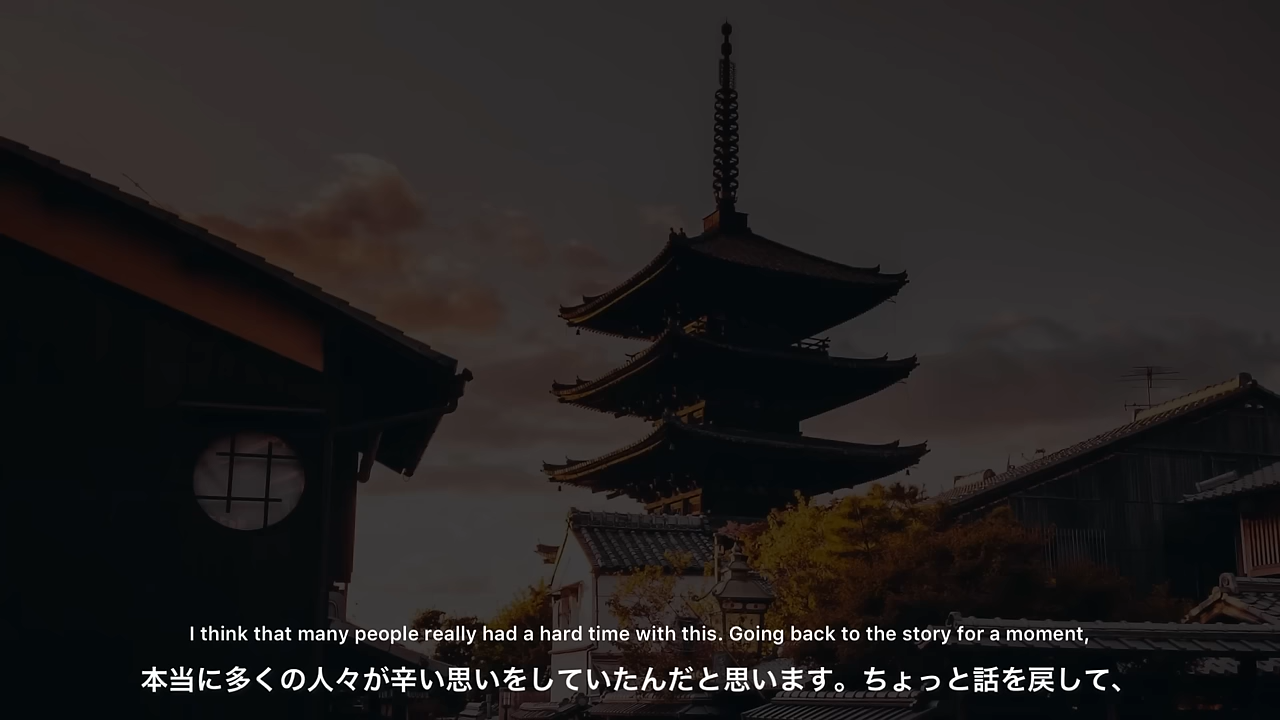 I think that many people really had a hard time with this. Going back to the story for a moment,
本当に多くの人々が辛い思いをしていたんだと思います。ちょっと話を戻して、